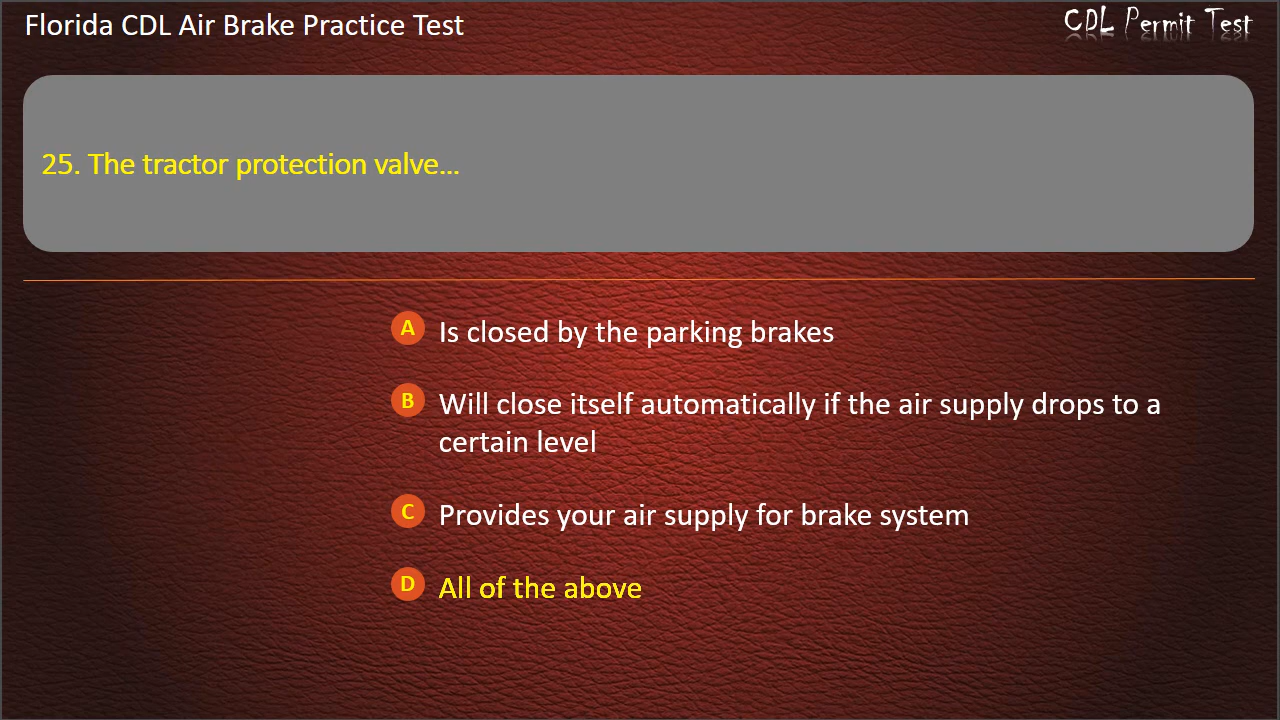 Florida CDL Air Brake Practice Test
CDL Permit Test
25. The tractor protection valve...
A Is closed by the parking brakes
B Will close itself automatically if the air supply drops to a
certain level
C Provides your air supply for brake system
D All of the above